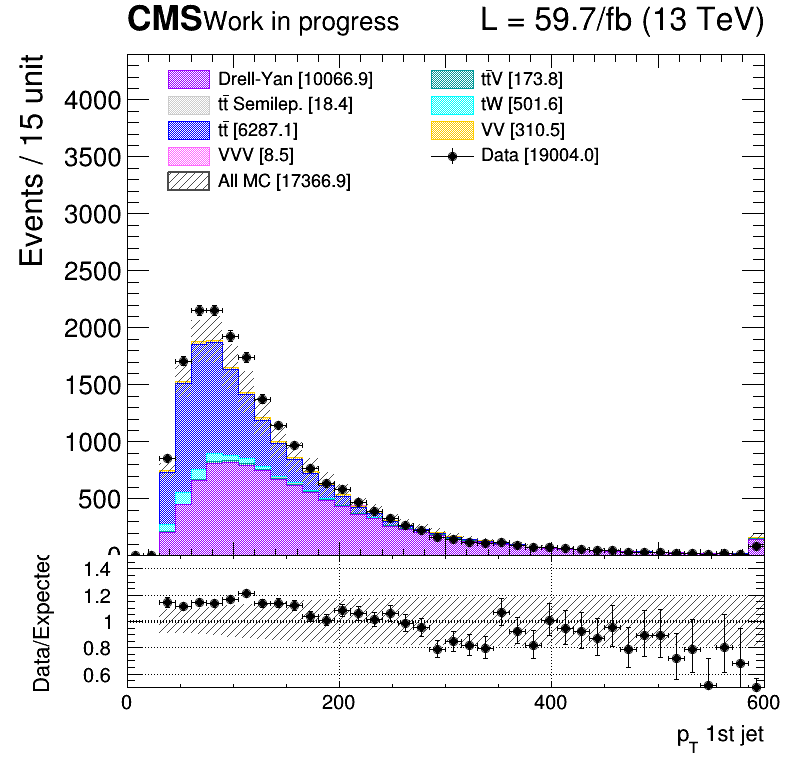 CMS Work in progress L = 59.7/fb (13 TeV)
Events / 15 unit
Drell-Yan [10066.9]
tt̄ Semilep. [18.4]
tt̄ [6287.1]
VVV [8.5]
All MC [17366.9]
tt̄V [173.8]
tW [501.6]
VV [310.5]
Data [19004.0]
4000
3500
3000
2500
2000
1500
1000
500
0
Data/Expected
1.4
1.2
1
0.8
0.6
0 200 400 600
p_T 1st jet